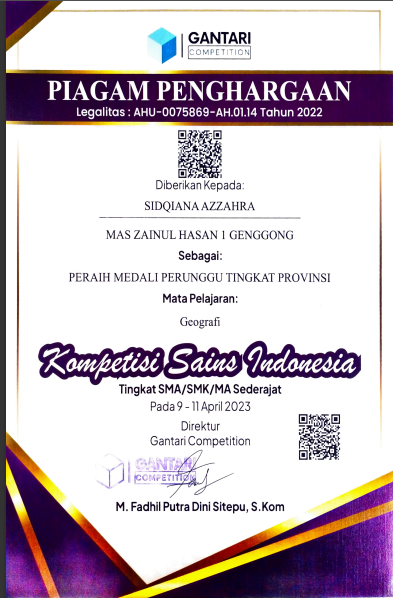 GANTARI
COMPETITION
PIAGAM PENGHARGAAN
Legalitas : AHU-0075869-AH.01.14 Tahun 2022
Diberikan Kepada:
SIDQIANA AZZAHRA
MAS ZAINUL HASAN 1 GENGGONG
Sebagai:
PERAIH MEDALI PERUNGGU TINGKAT PROVINSI
Mata Pelajaran:
Geografi
Kompetisi Sains Indonesia
Tingkat SMA/SMK/MA Sederajat
Pada 9 - 11 April 2023
Direktur
Gantari Competition
GANTARI
COMPETITION
M. Fadhil Putra Dini Sitepu, S.Kom